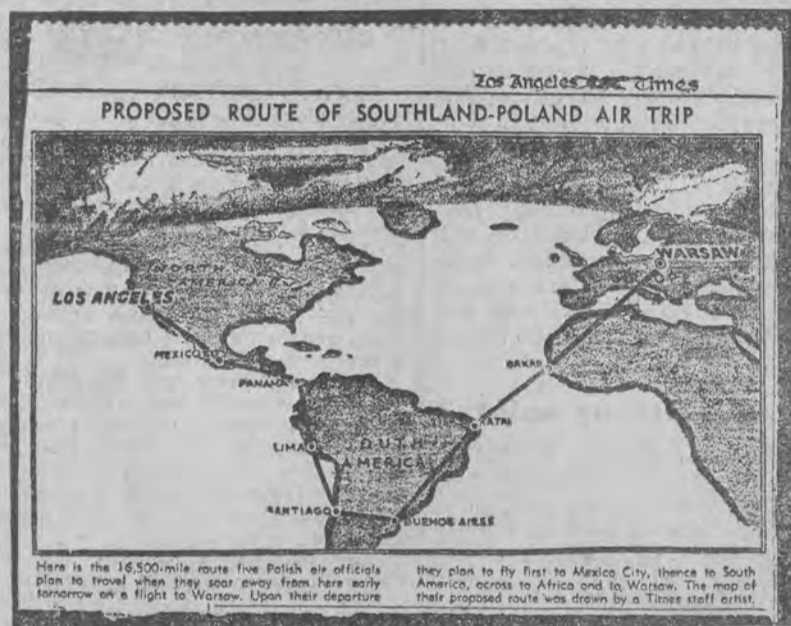 Los Angeles Times
PROPOSED ROUTE OF SOUTHLAND-POLAND AIR TRIP
WARSAW
NORTH
AMERICA
LOS ANGELES
MEXICO
DAKAR
PANAMA
NATAL
LIMA
SOUTH
AMERICA
SANTIAGO
BUENOS AIRES
Here is the 16,500-mile route five Polish air officials
plan to travel when they soar away from here early
tomorrow on a flight to Warsaw. Upon their departure
they plan to fly first to Mexico City, thence to South
America, across to Africa and to Warsaw. The map of
their proposed route was drawn by a Times staff artist.